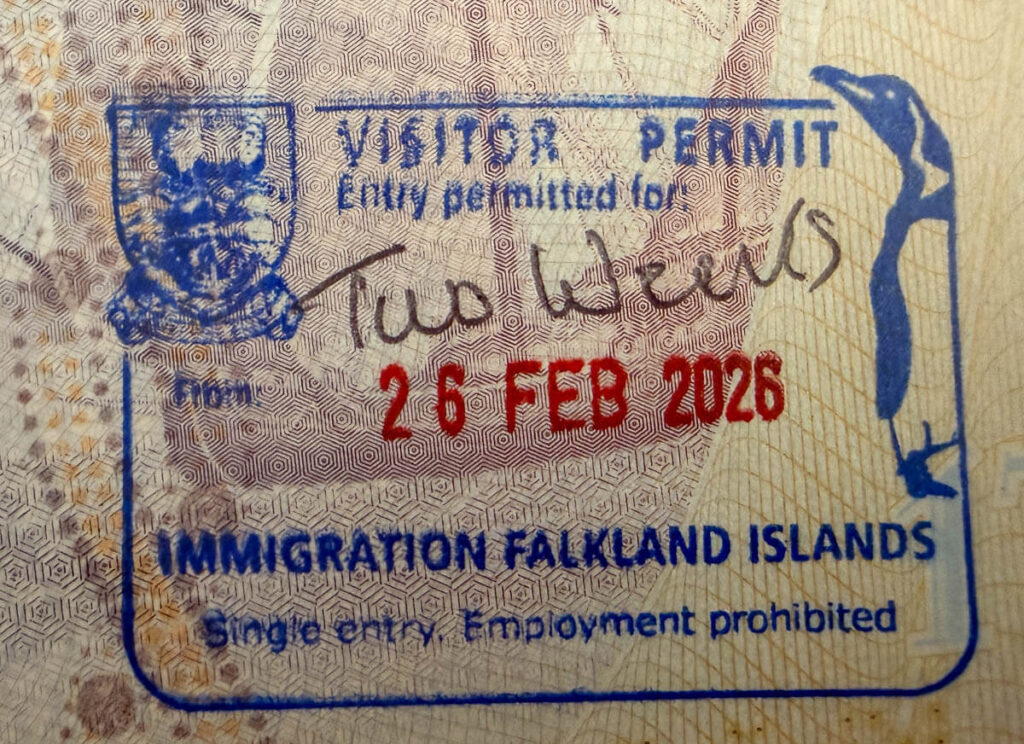 VISITOR PERMIT
Entry permitted for:
Two Weeks
From: 26 FEB 2026
IMMIGRATION FALKLAND ISLANDS
Single entry. Employment prohibited